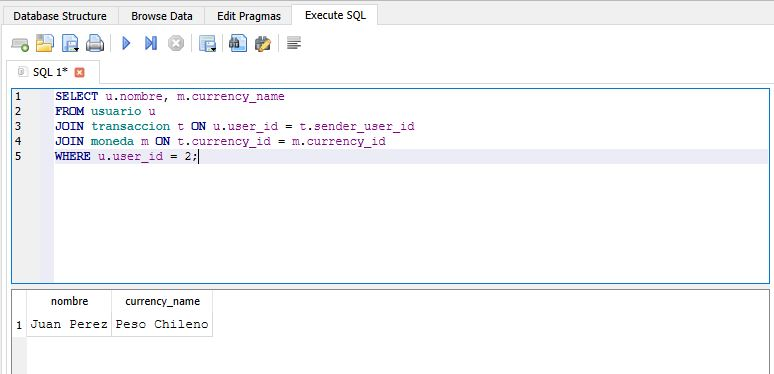 Database Structure Browse Data Edit Pragmas Execute SQL
SQL 1*
1 SELECT u.nombre, m.currency_name
2 FROM usuario u
3 JOIN transaccion t ON u.user_id = t.sender_user_id
4 JOIN moneda m ON t.currency_id = m.currency_id
5 WHERE u.user_id = 2;
nombre currency_name
1 Juan Perez Peso Chileno